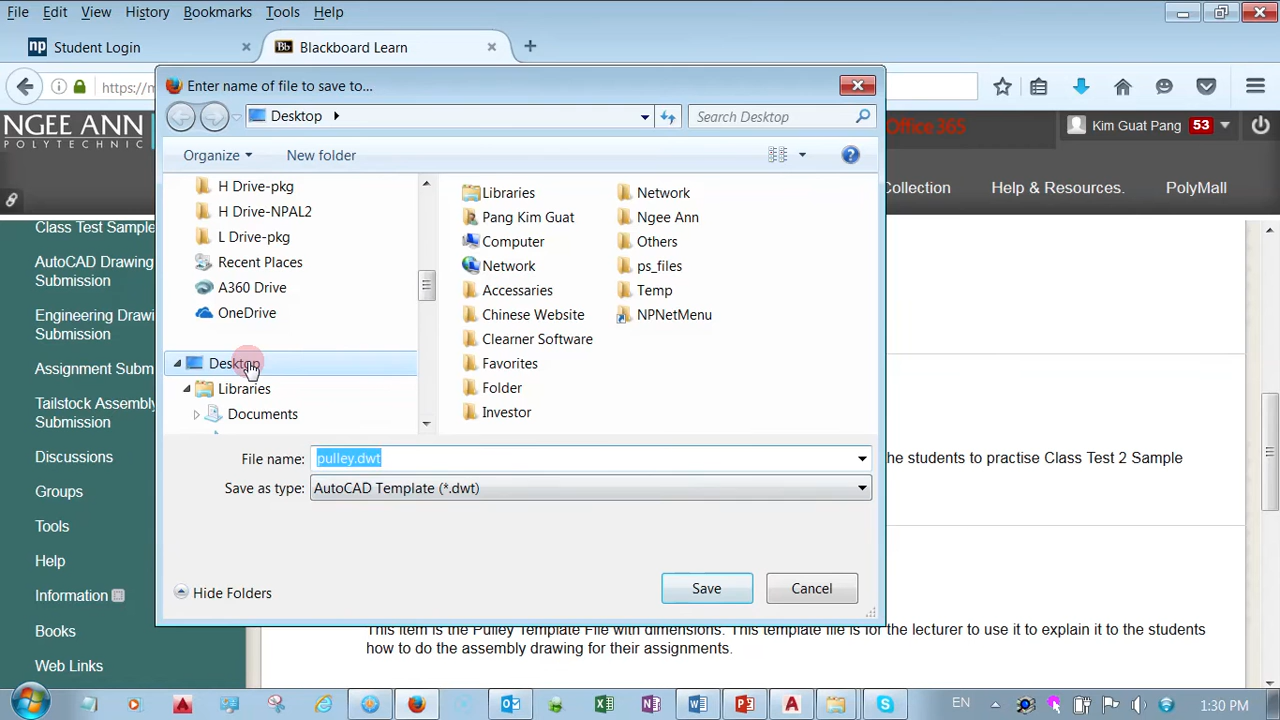 File Edit View History Bookmarks Tools Help
Student Login
Blackboard Learn
https://m
Enter name of file to save to...
Desktop
Search Desktop
Organize
New folder
H Drive-pkg
H Drive-NPAL2
L Drive-pkg
Recent Places
A360 Drive
OneDrive
Desktop
Libraries
Documents
Libraries
Pang Kim Guat
Computer
Network
Accessaries
Chinese Website
Clearner Software
Favorites
Folder
Investor
Network
Ngee Ann
Others
ps_files
Temp
NPNetMenu
File name: pulley.dwt
Save as type: AutoCAD Template (*.dwt)
Hide Folders
Save
Cancel
NGEE ANN
POLYTECHNIC
Office 365
Kim Guat Pang 53
Collection
Help & Resources.
PolyMall
Class Test Sample
AutoCAD Drawing
Submission
Engineering Drawi
Submission
Assignment Subm
Tailstock Assembly
Submission
Discussions
Groups
Tools
Help
Information
Books
Web Links
the students to practise Class Test 2 Sample
This item is the Pulley Template File with dimensions. This template file is for the lecturer to use it to explain it to the students
how to do the assembly drawing for their assignments.
EN
1:30 PM